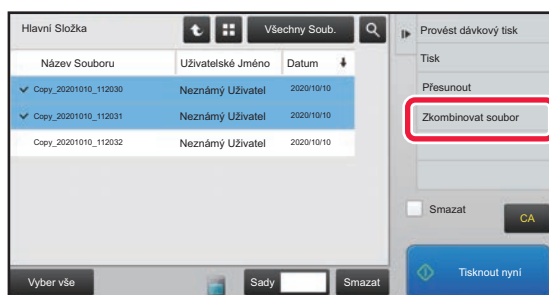 Hlavní Složka
Všechny Soub.
Název Souboru Uživatelské Jméno Datum
Copy_20201010_112030 Neznámý Uživatel 2020/10/10
Copy_20201010_112031 Neznámý Uživatel 2020/10/10
Copy_20201010_112032 Neznámý Uživatel 2020/10/10
Vyber vše
Sady
Smazat
Provést dávkový tisk
Tisk
Přesunout
Zkombinovat soubor
Smazat
CA
Tisknout nyní